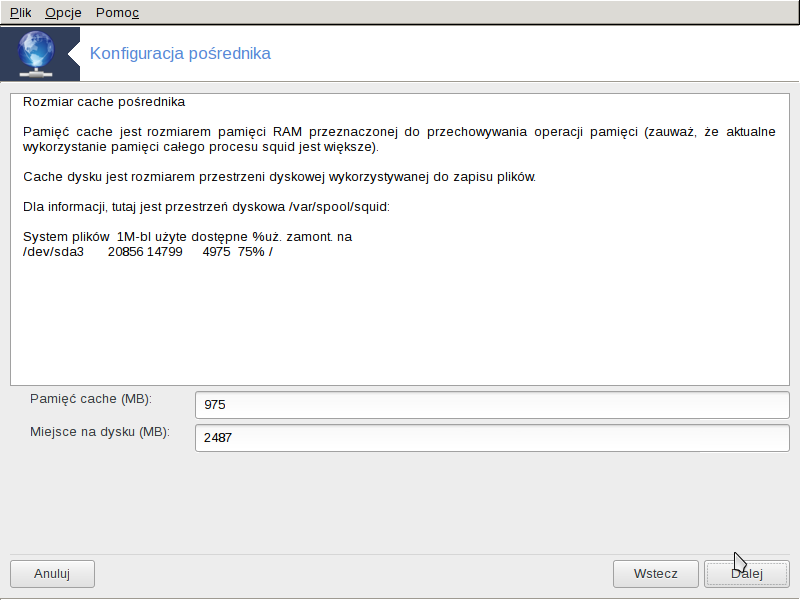 Plik Opcje Pomoc
Konfiguracja pośrednika
Rozmiar cache pośrednika
Pamięć cache jest rozmiarem pamięci RAM przeznaczonej do przechowywania operacji pamięci (zauważ, że aktualne
wykorzystanie pamięci całego procesu squid jest większe).
Cache dysku jest rozmiarem przestrzeni dyskowej wykorzystywanej do zapisu plików.
Dla informacji, tutaj jest przestrzeń dyskowa /var/spool/squid:
System plików 1M-bl użyte dostępne %uż. zamont. na
/dev/sda3 20856 14799 4975 75% /
Pamięć cache (MB): 975
Miejsce na dysku (MB): 2487
Anuluj Wstecz Dalej